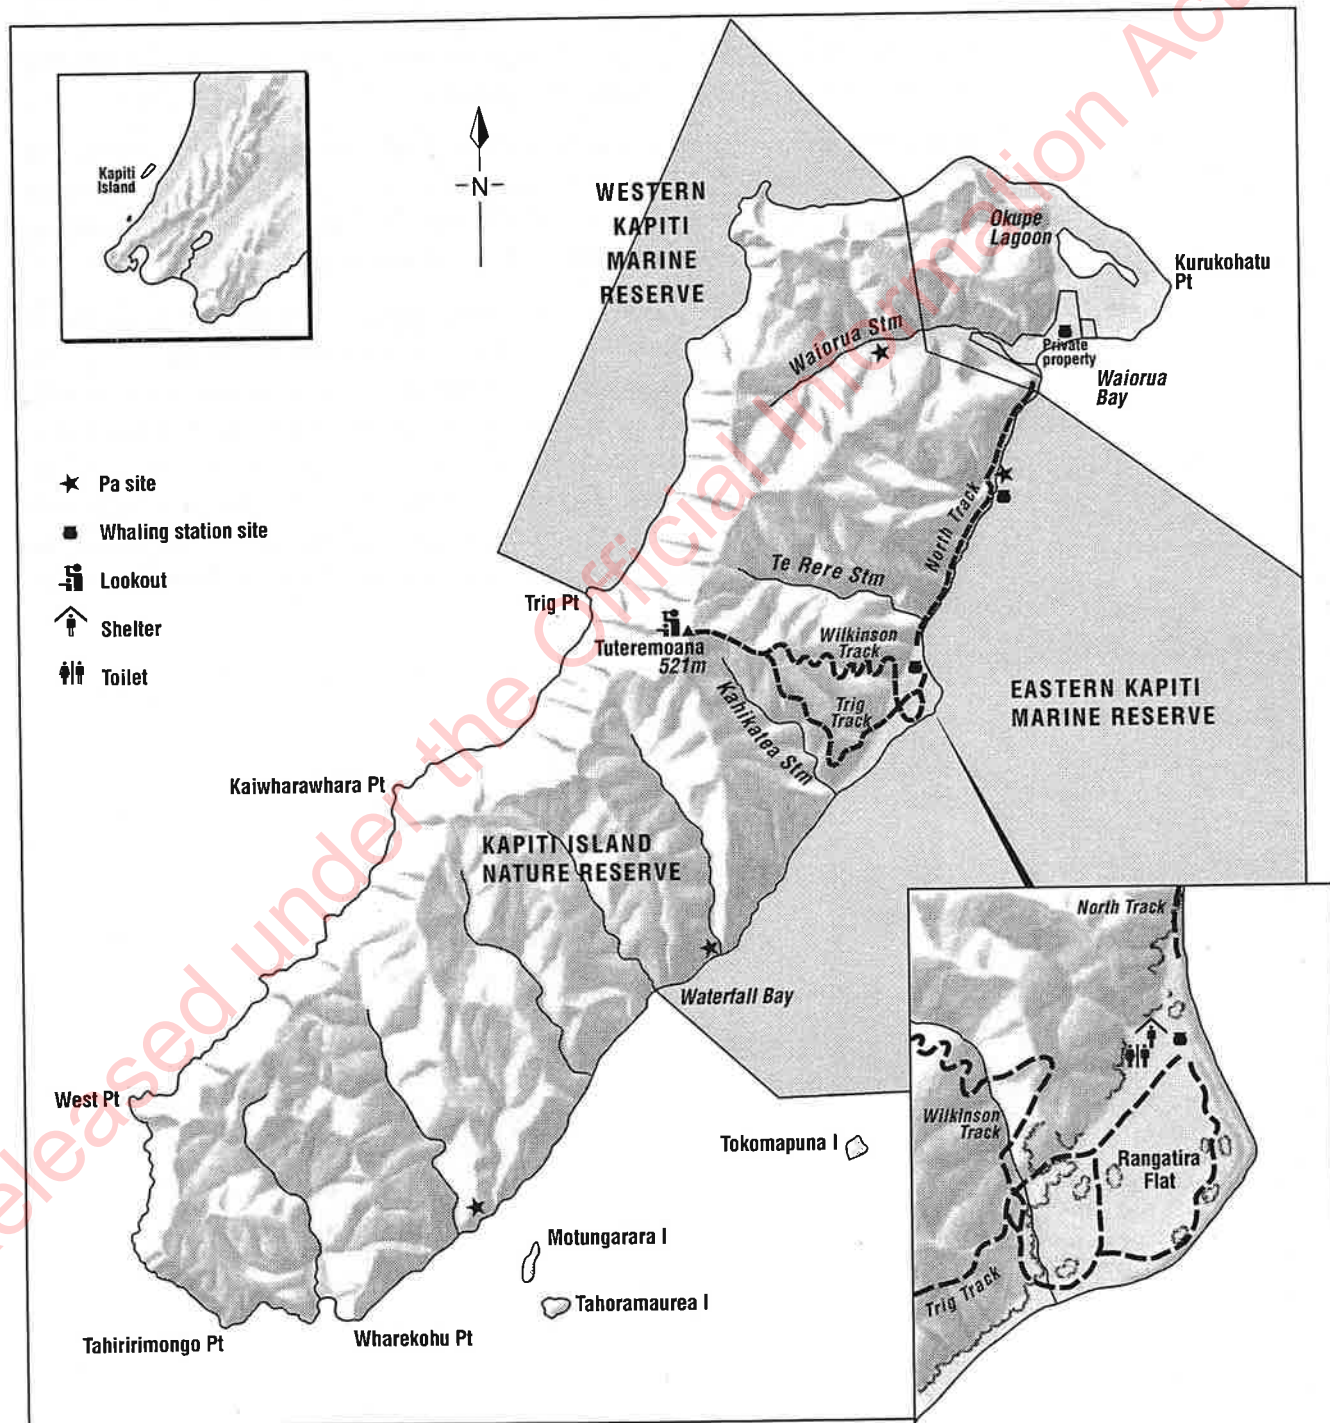 Kapiti
Island
N
WESTERN
KAPITI
MARINE
RESERVE
Okupe
Lagoon
Kurukohatu
Pt
Waiorua Stm
Private
property
Waiorua
Bay
Pa site
Whaling station site
Lookout
Shelter
Toilet
North Track
Te Rere Stm
Trig Pt
Tuteremoana
521m
Wilkinson
Track
Trig
Track
Kahikatea Stm
EASTERN KAPITI
MARINE RESERVE
Kaiwharawhara Pt
KAPITI ISLAND
NATURE RESERVE
Waterfall Bay
West Pt
Tokomapuna I
Motungarara I
Tahoramaurea I
Tahiririmongo Pt
Wharekohu Pt
North Track
Wilkinson
Track
Rangatira
Flat
Trig Track
Released under the Official Information Act